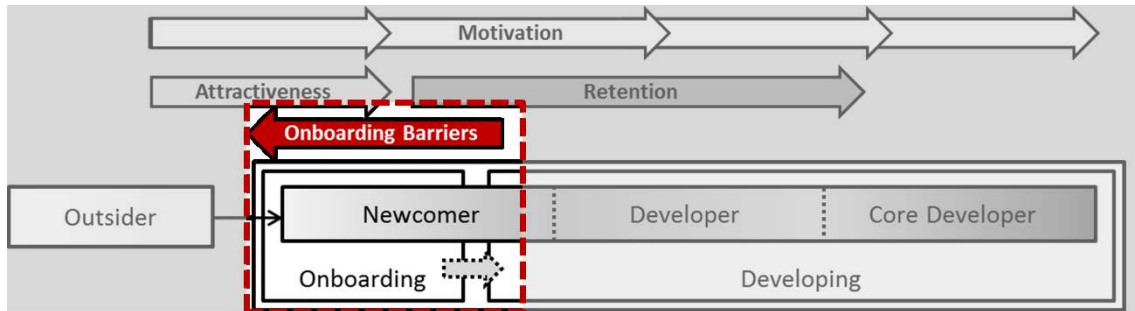 Motivation
Attractiveness
Retention
Onboarding Barriers
Outsider
Newcomer
Developer
Core Developer
Onboarding
Developing